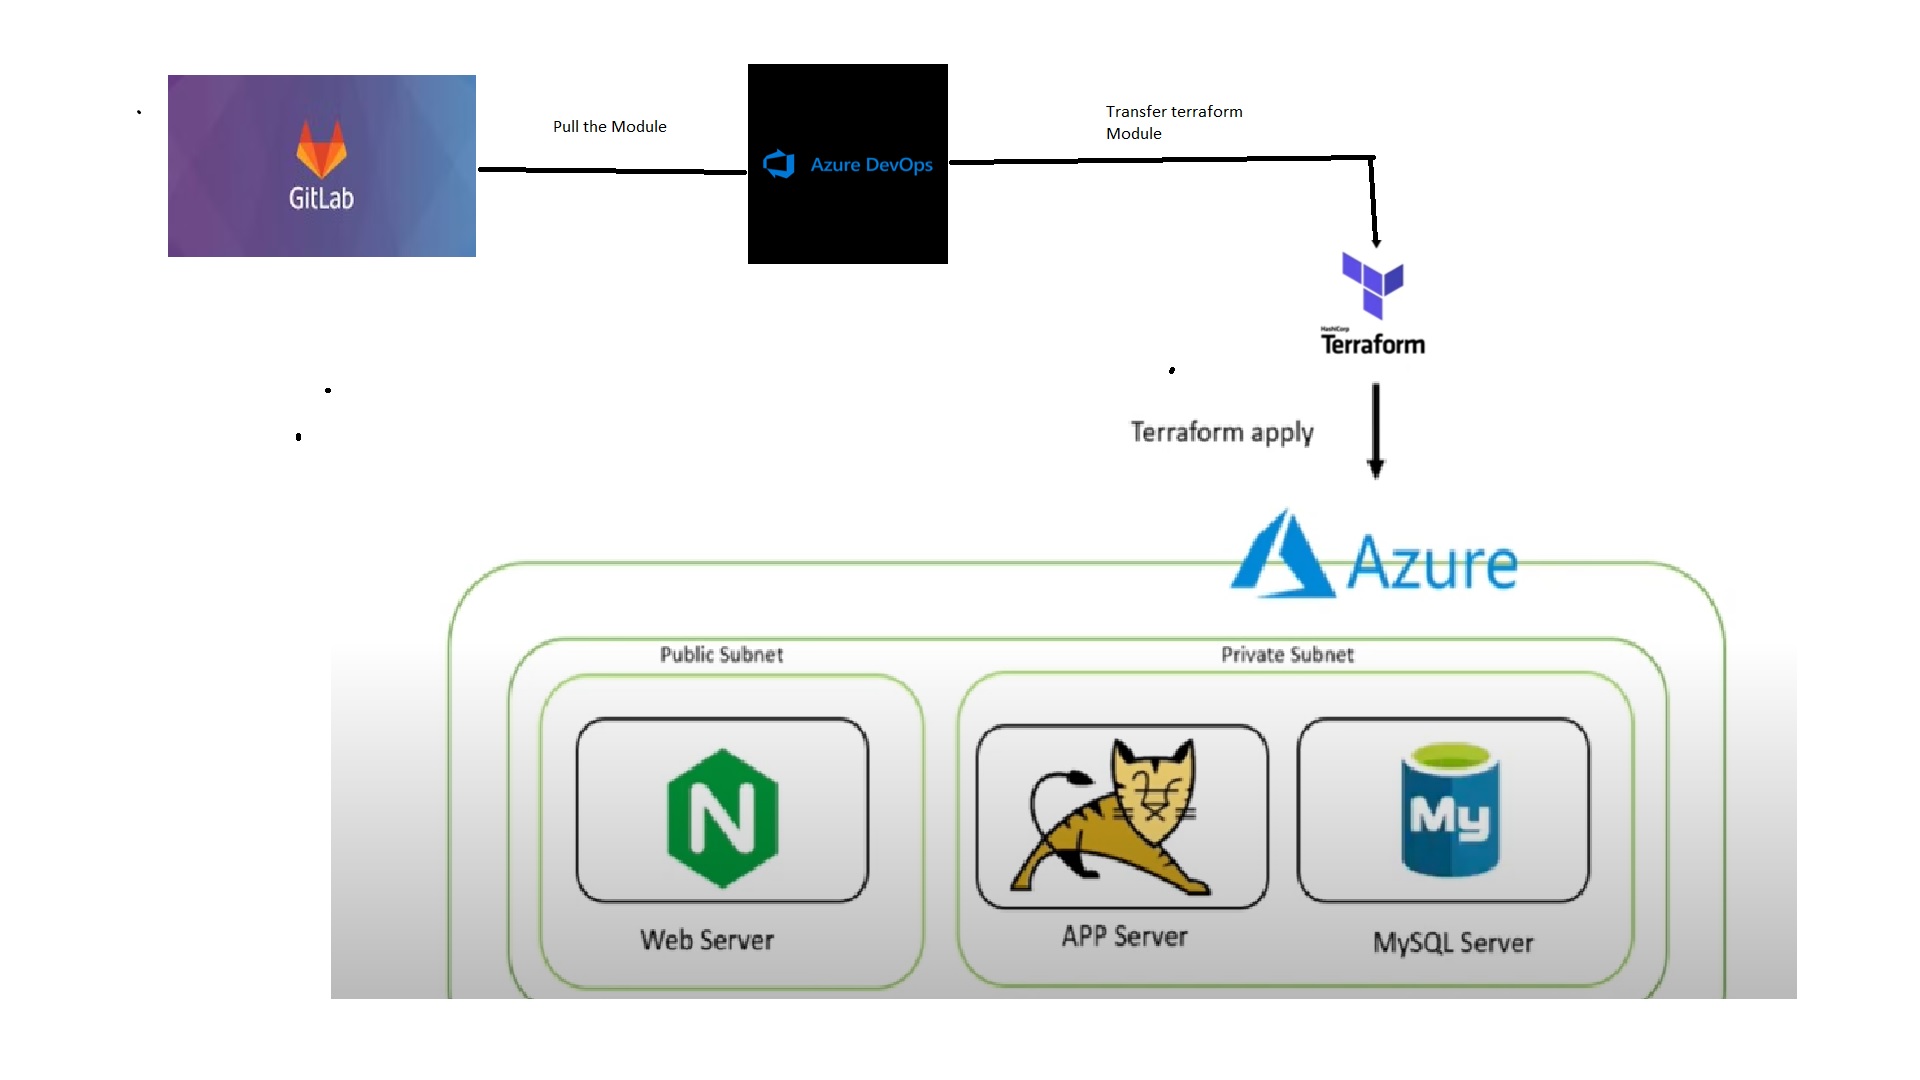 GitLab
Pull the Module
Azure DevOps
Transfer terraform
Module
HashiCorp
Terraform
Terraform apply
Azure
Public Subnet
Private Subnet
N
My
Web Server
APP Server
MySQL Server